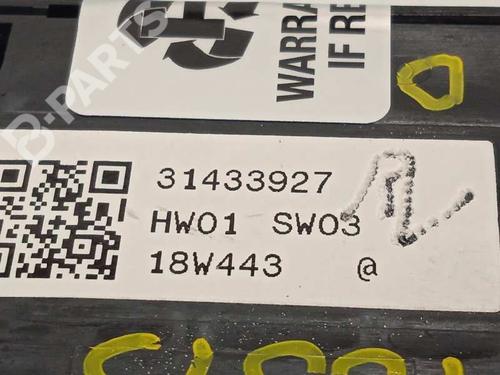 WARRA
IF RE
B-PARTS
31433927
HW01 SW03
18W443 @